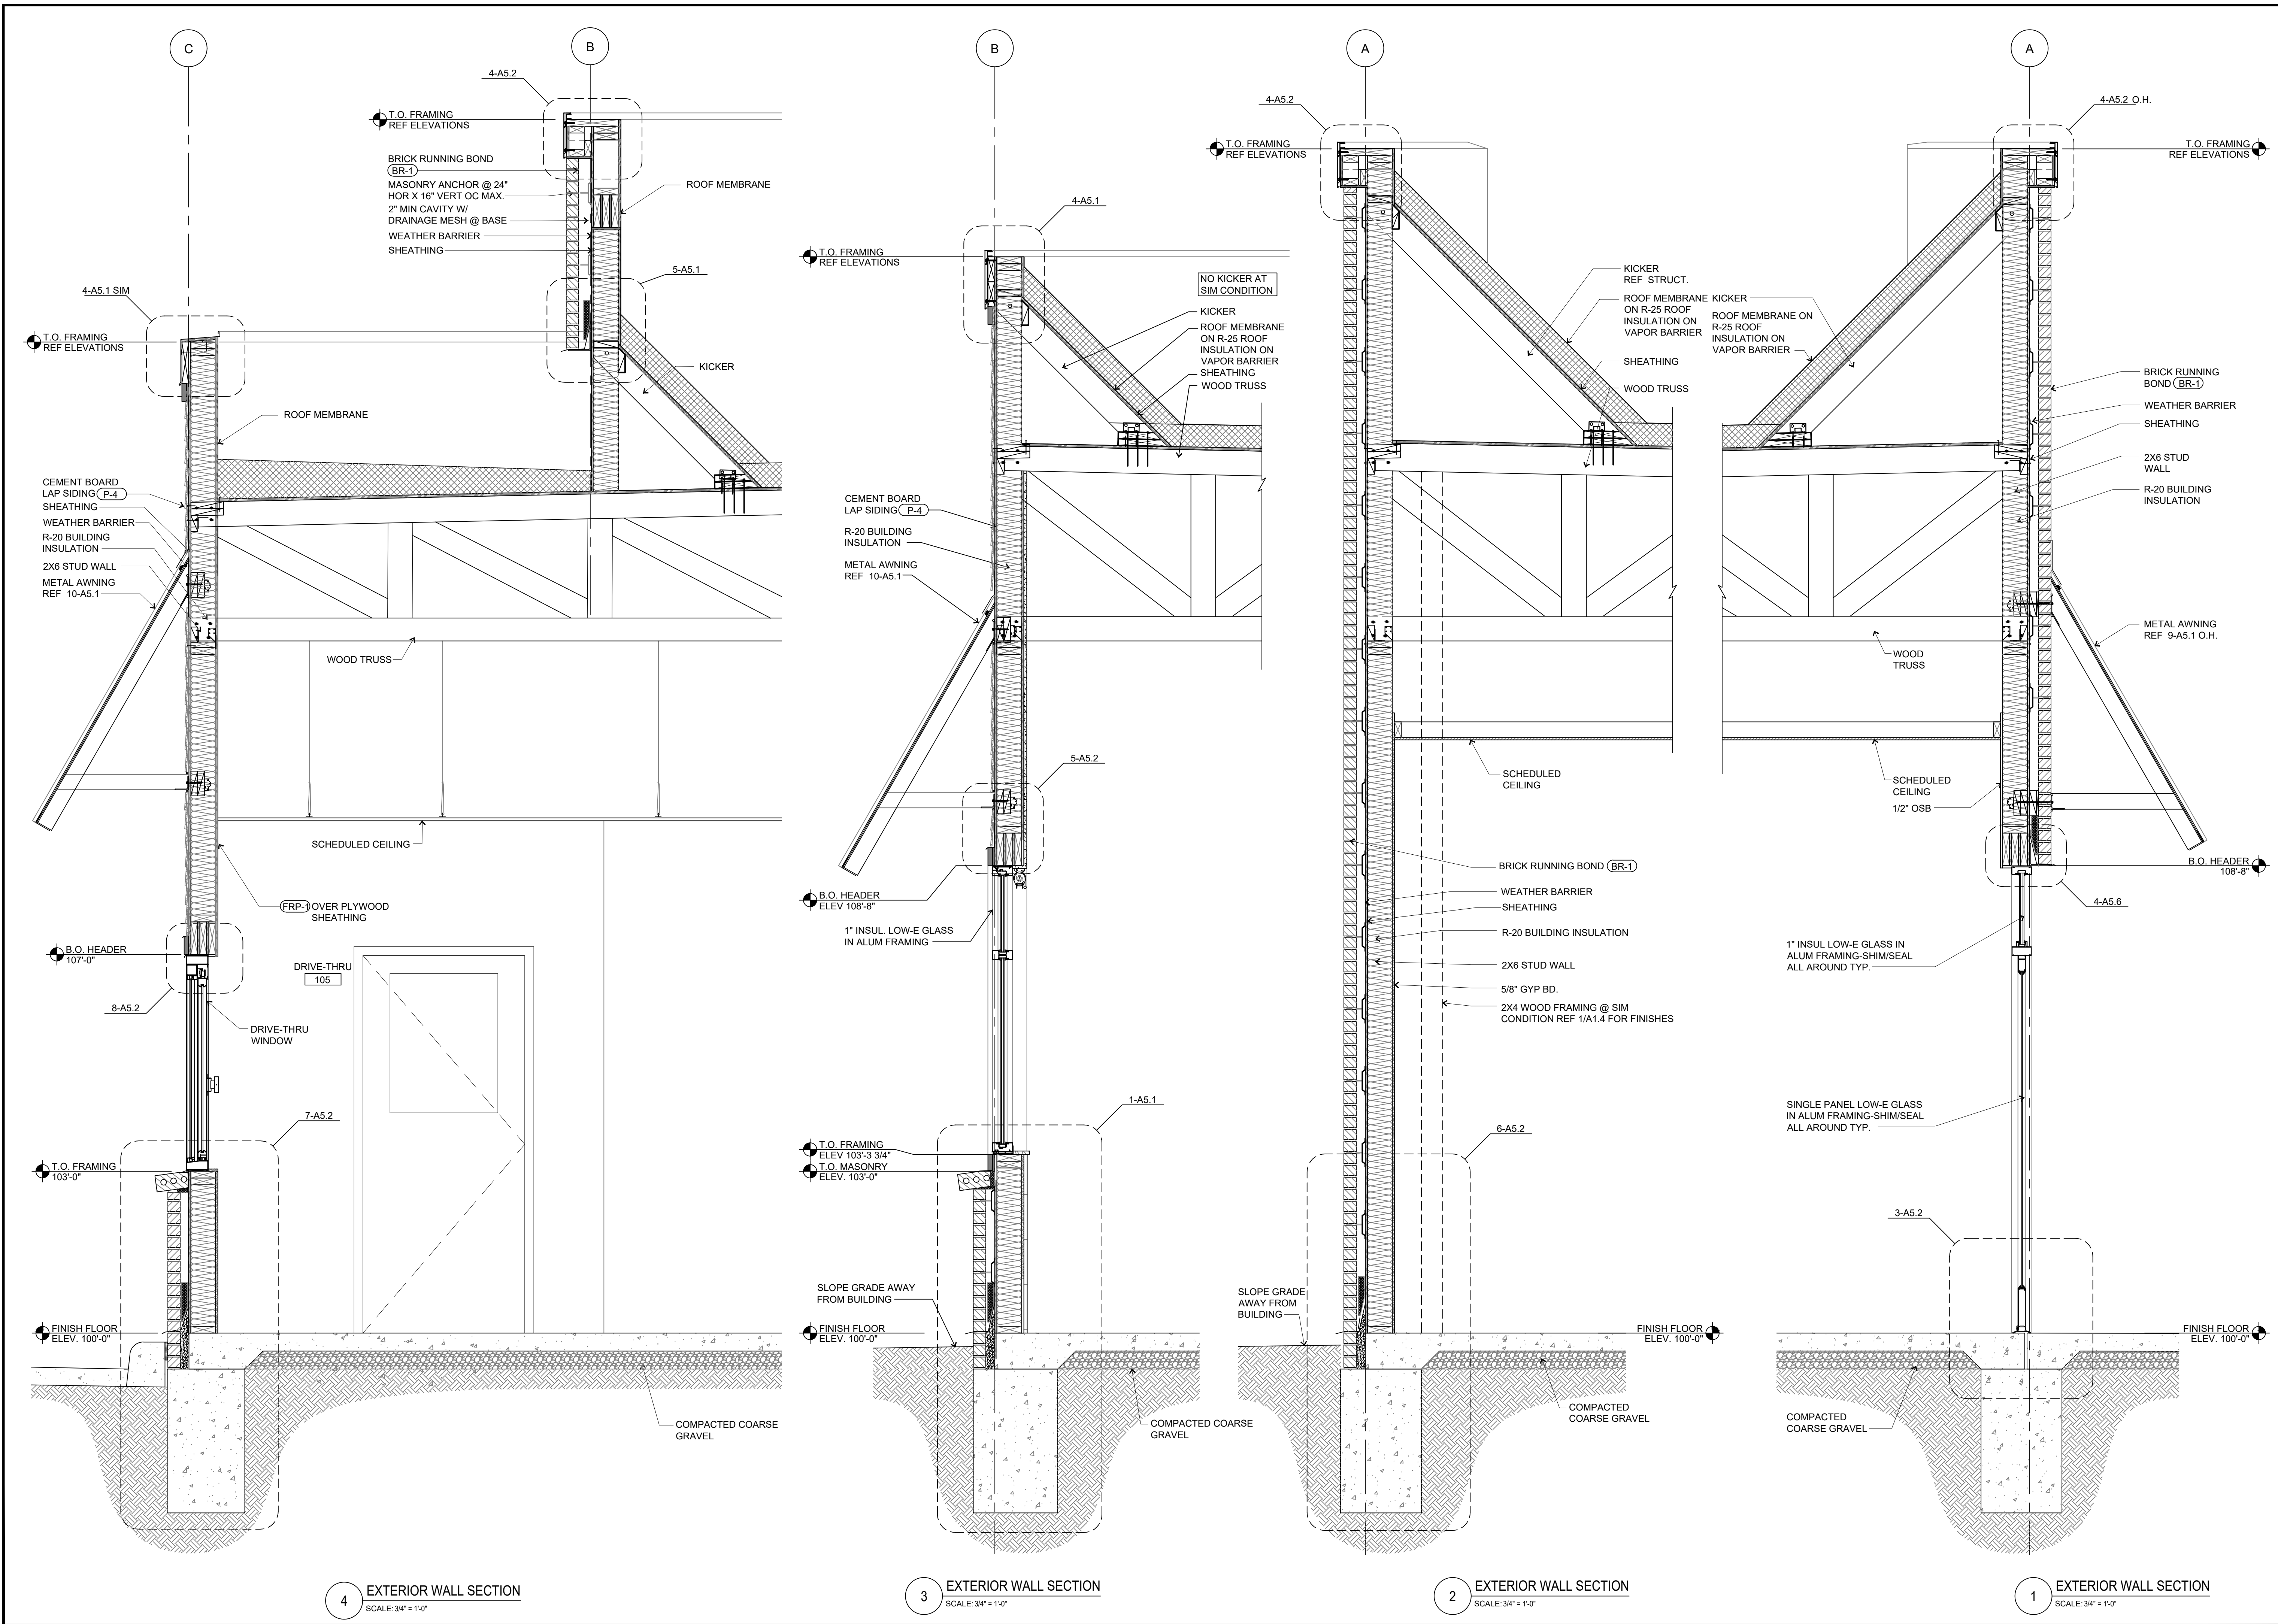 C
B
4-A5.2
T.O. FRAMING
REF ELEVATIONS
BRICK RUNNING BOND
BR-1
MASONRY ANCHOR @ 24"
HOR X 16" VERT OC MAX.
2" MIN CAVITY W/
DRAINAGE MESH @ BASE
WEATHER BARRIER
SHEATHING
ROOF MEMBRANE
5-A5.1
4-A5.1 SIM
T.O. FRAMING
REF ELEVATIONS
KICKER
ROOF MEMBRANE
CEMENT BOARD
LAP SIDING P-4
SHEATHING
WEATHER BARRIER
R-20 BUILDING
INSULATION
2X6 STUD WALL
METAL AWNING
REF 10-A5.1
WOOD TRUSS
SCHEDULED CEILING
FRP-1 OVER PLYWOOD
SHEATHING
B.O. HEADER
107'-0"
DRIVE-THRU
105
8-A5.2
DRIVE-THRU
WINDOW
7-A5.2
T.O. FRAMING
103'-0"
FINISH FLOOR
ELEV. 100'-0"
COMPACTED COARSE
GRAVEL
4
EXTERIOR WALL SECTION
SCALE: 3/4" = 1'-0"
B
4-A5.1
T.O. FRAMING
REF ELEVATIONS
NO KICKER AT
SIM CONDITION
KICKER
ROOF MEMBRANE
ON R-25 ROOF
INSULATION ON
VAPOR BARRIER
SHEATHING
WOOD TRUSS
CEMENT BOARD
LAP SIDING P-4
R-20 BUILDING
INSULATION
METAL AWNING
REF 10-A5.1
5-A5.2
B.O. HEADER
ELEV 108'-8"
1" INSUL. LOW-E GLASS
IN ALUM FRAMING
1-A5.1
T.O. FRAMING
ELEV 103'-3 3/4"
T.O. MASONRY
ELEV. 103'-0"
SLOPE GRADE AWAY
FROM BUILDING
FINISH FLOOR
ELEV. 100'-0"
COMPACTED COARSE
GRAVEL
3
EXTERIOR WALL SECTION
SCALE: 3/4" = 1'-0"
A
4-A5.2
T.O. FRAMING
REF ELEVATIONS
KICKER
REF STRUCT.
ROOF MEMBRANE
ON R-25 ROOF
INSULATION ON
VAPOR BARRIER
SHEATHING
WOOD TRUSS
SCHEDULED
CEILING
BRICK RUNNING BOND BR-1
WEATHER BARRIER
SHEATHING
R-20 BUILDING INSULATION
2X6 STUD WALL
5/8" GYP BD.
2X4 WOOD FRAMING @ SIM
CONDITION REF 1/A1.4 FOR FINISHES
6-A5.2
SLOPE GRADE
AWAY FROM
BUILDING
FINISH FLOOR
ELEV. 100'-0"
COMPACTED
COARSE GRAVEL
2
EXTERIOR WALL SECTION
SCALE: 3/4" = 1'-0"
A
4-A5.2 O.H.
T.O. FRAMING
REF ELEVATIONS
KICKER
ROOF MEMBRANE ON
R-25 ROOF
INSULATION ON
VAPOR BARRIER
BRICK RUNNING
BOND BR-1
WEATHER BARRIER
SHEATHING
2X6 STUD
WALL
R-20 BUILDING
INSULATION
METAL AWNING
REF 9-A5.1 O.H.
WOOD
TRUSS
SCHEDULED
CEILING
1/2" OSB
B.O. HEADER
108'-8"
4-A5.6
1" INSUL LOW-E GLASS IN
ALUM FRAMING-SHIM/SEAL
ALL AROUND TYP.
SINGLE PANEL LOW-E GLASS
IN ALUM FRAMING-SHIM/SEAL
ALL AROUND TYP.
3-A5.2
FINISH FLOOR
ELEV. 100'-0"
COMPACTED
COARSE GRAVEL
1
EXTERIOR WALL SECTION
SCALE: 3/4" = 1'-0"